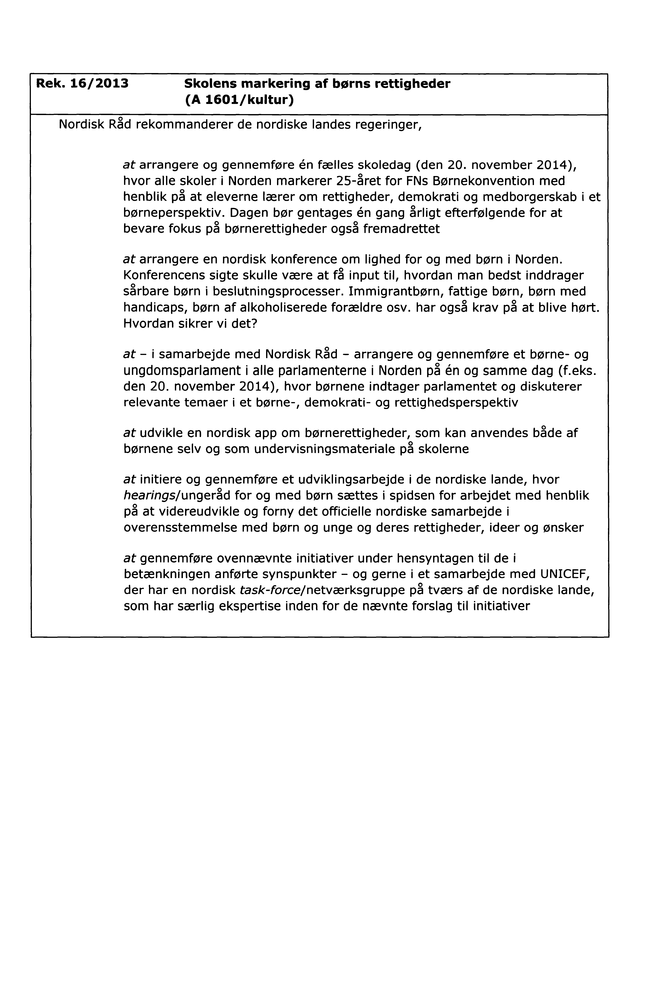 Rek. 16/2013 Skolens markering af børns rettigheder
(A 1601/kultur)
Nordisk Råd rekommanderer de nordiske landes regeringer,
at arrangere og gennemføre én fælles skoledag (den 20. november 2014),
hvor alle skoler i Norden markerer 25-året for FNs Børnekonvention med
henblik på at eleverne lærer om rettigheder, demokrati og medborgerskab i et
børneperspektiv. Dagen bør gentages én gang årligt efterfølgende for at
bevare fokus på børnerettigheder også fremadrettet
at arrangere en nordisk konference om lighed for og med børn i Norden.
Konferencens sigte skulle være at få input til, hvordan man bedst inddrager
sårbare børn i beslutningsprocesser. Immigrantbørn, fattige børn, børn med
handicaps, børn af alkoholiserede forældre osv. har også krav på at blive hørt.
Hvordan sikrer vi det?
at – i samarbejde med Nordisk Råd – arrangere og gennemføre et børne- og
ungdomsparlament i alle parlamenterne i Norden på én og samme dag (f.eks.
den 20. november 2014), hvor børnene indtager parlamentet og diskuterer
relevante temaer i et børne-, demokrati- og rettighedsperspektiv
at udvikle en nordisk app om børnerettigheder, som kan anvendes både af
børnene selv og som undervisningsmateriale på skolerne
at initiere og gennemføre et udviklingsarbejde i de nordiske lande, hvor
hearings/ungeråd for og med børn sættes i spidsen for arbejdet med henblik
på at videreudvikle og forny det officielle nordiske samarbejde i
overensstemmelse med børn og unge og deres rettigheder, ideer og ønsker
at gennemføre ovennævnte initiativer under hensyntagen til de i
betænkningen anførte synspunkter – og gerne i et samarbejde med UNICEF,
der har en nordisk task-force/netværksgruppe på tværs af de nordiske lande,
som har særlig ekspertise inden for de nævnte forslag til initiativer